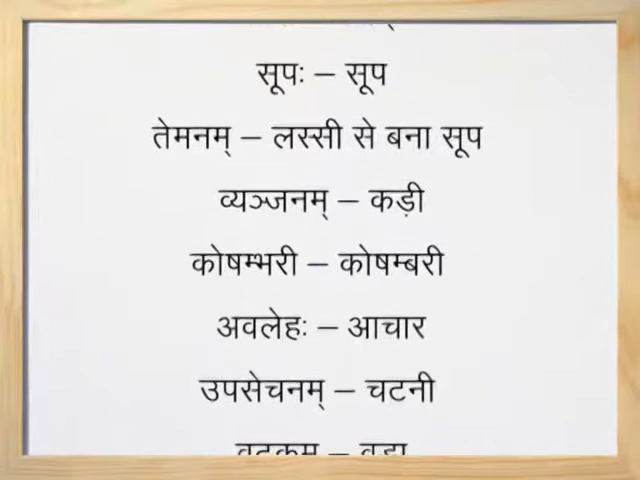 सूपः – सूप
तेमनम् – लस्सी से बना सूप
व्यञ्जनम् – कड़ी
कोषम्भरी – कोषम्बरी
अवलेहः – आचार
उपसेचनम् – चटनी